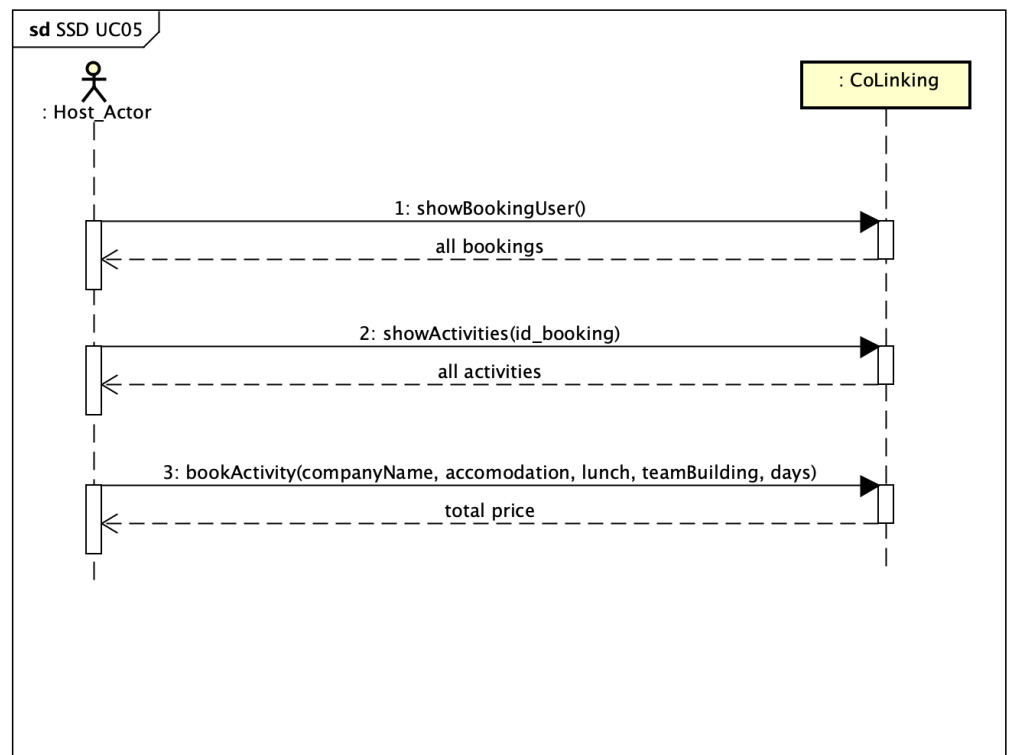 sd SSD UC05
: Host_Actor
: CoLinking
1: showBookingUser()
all bookings
2: showActivities(id_booking)
all activities
3: bookActivity(companyName, accomodation, lunch, teamBuilding, days)
total price